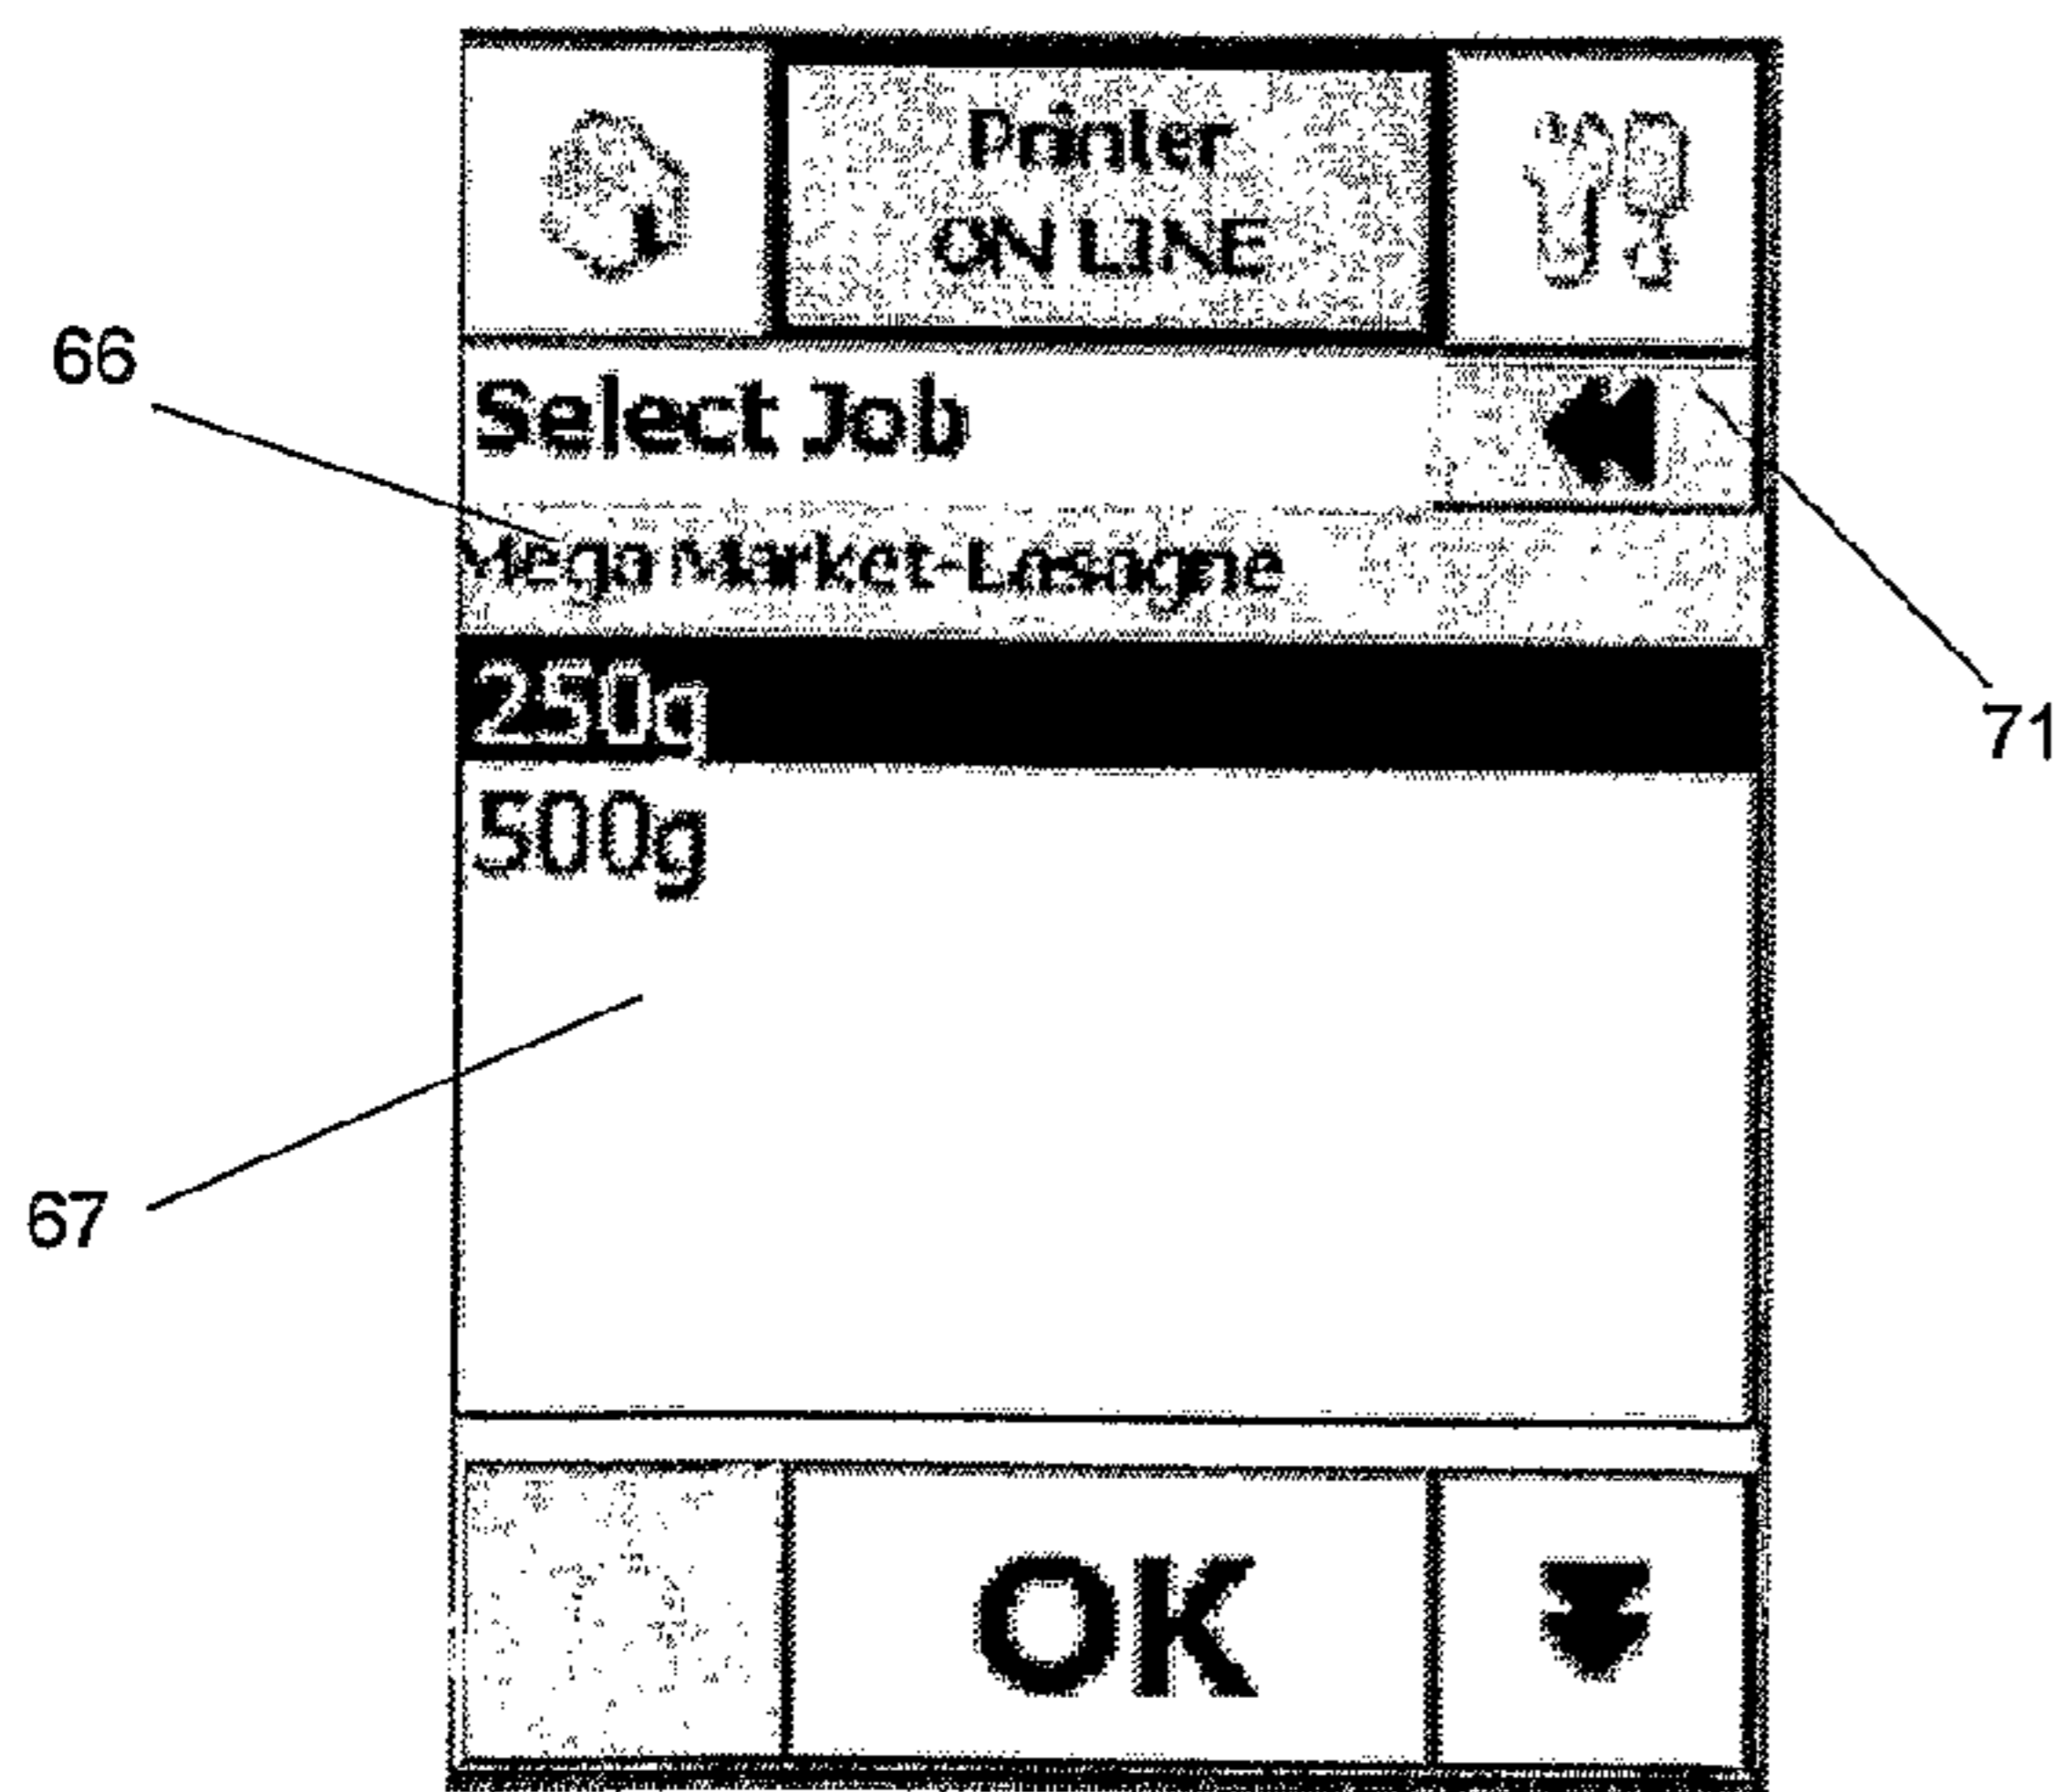 Printer
ON LINE
66
Select Job
Mega Market-Lasagne
250g
71
500g
67
OK